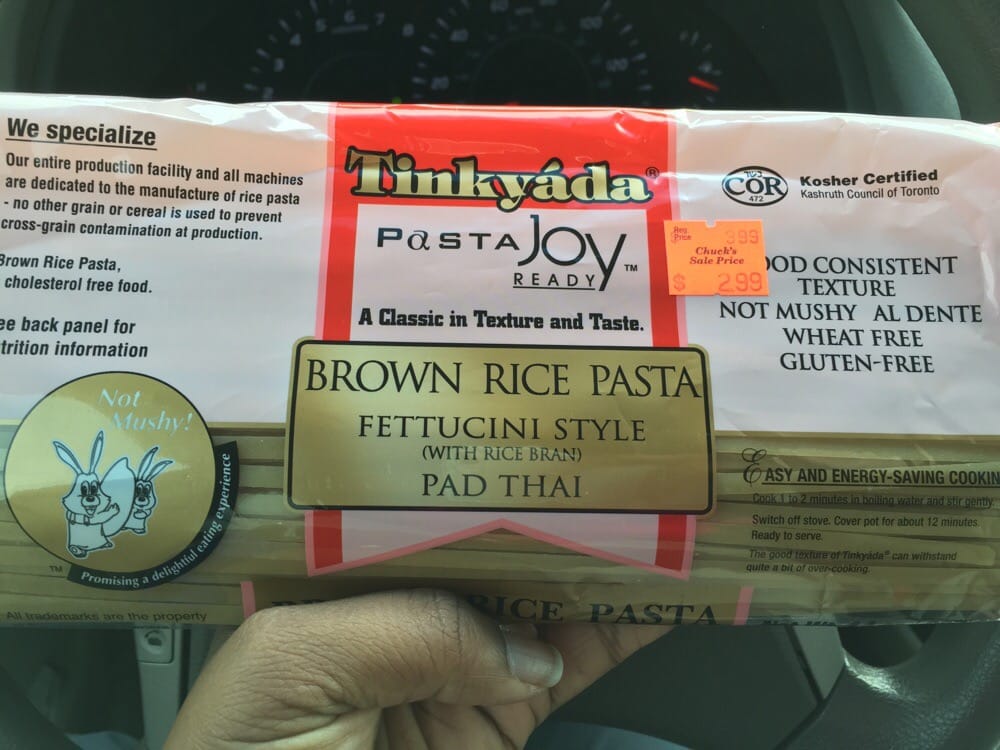 We specialize
Our entire production facility and all machines
are dedicated to the manufacture of rice pasta
- no other grain or cereal is used to prevent
cross-grain contamination at production.
Brown Rice Pasta,
cholesterol free food.
ee back panel for
trition information
Not
Mushy!
Promising a delightful eating experience
TM
All trademarks are the property
Tinkyáda®
PASTA JOY
READY™
A Classic in Texture and Taste.
BROWN RICE PASTA
FETTUCINI STYLE
(WITH RICE BRAN)
PAD THAI
RICE PASTA
COR
472
Kosher Certified
Kashruth Council of Toronto
Reg.
Price 3.99
Chuck's
Sale Price
$ 2.99
OOD CONSISTENT
TEXTURE
NOT MUSHY AL DENTE
WHEAT FREE
GLUTEN-FREE
EASY AND ENERGY-SAVING COOKIN
Cook 1 to 2 minutes in boiling water and stir gently.
Switch off stove. Cover pot for about 12 minutes.
Ready to serve.
The good texture of Tinkyáda® can withstand
quite a bit of over-cooking.